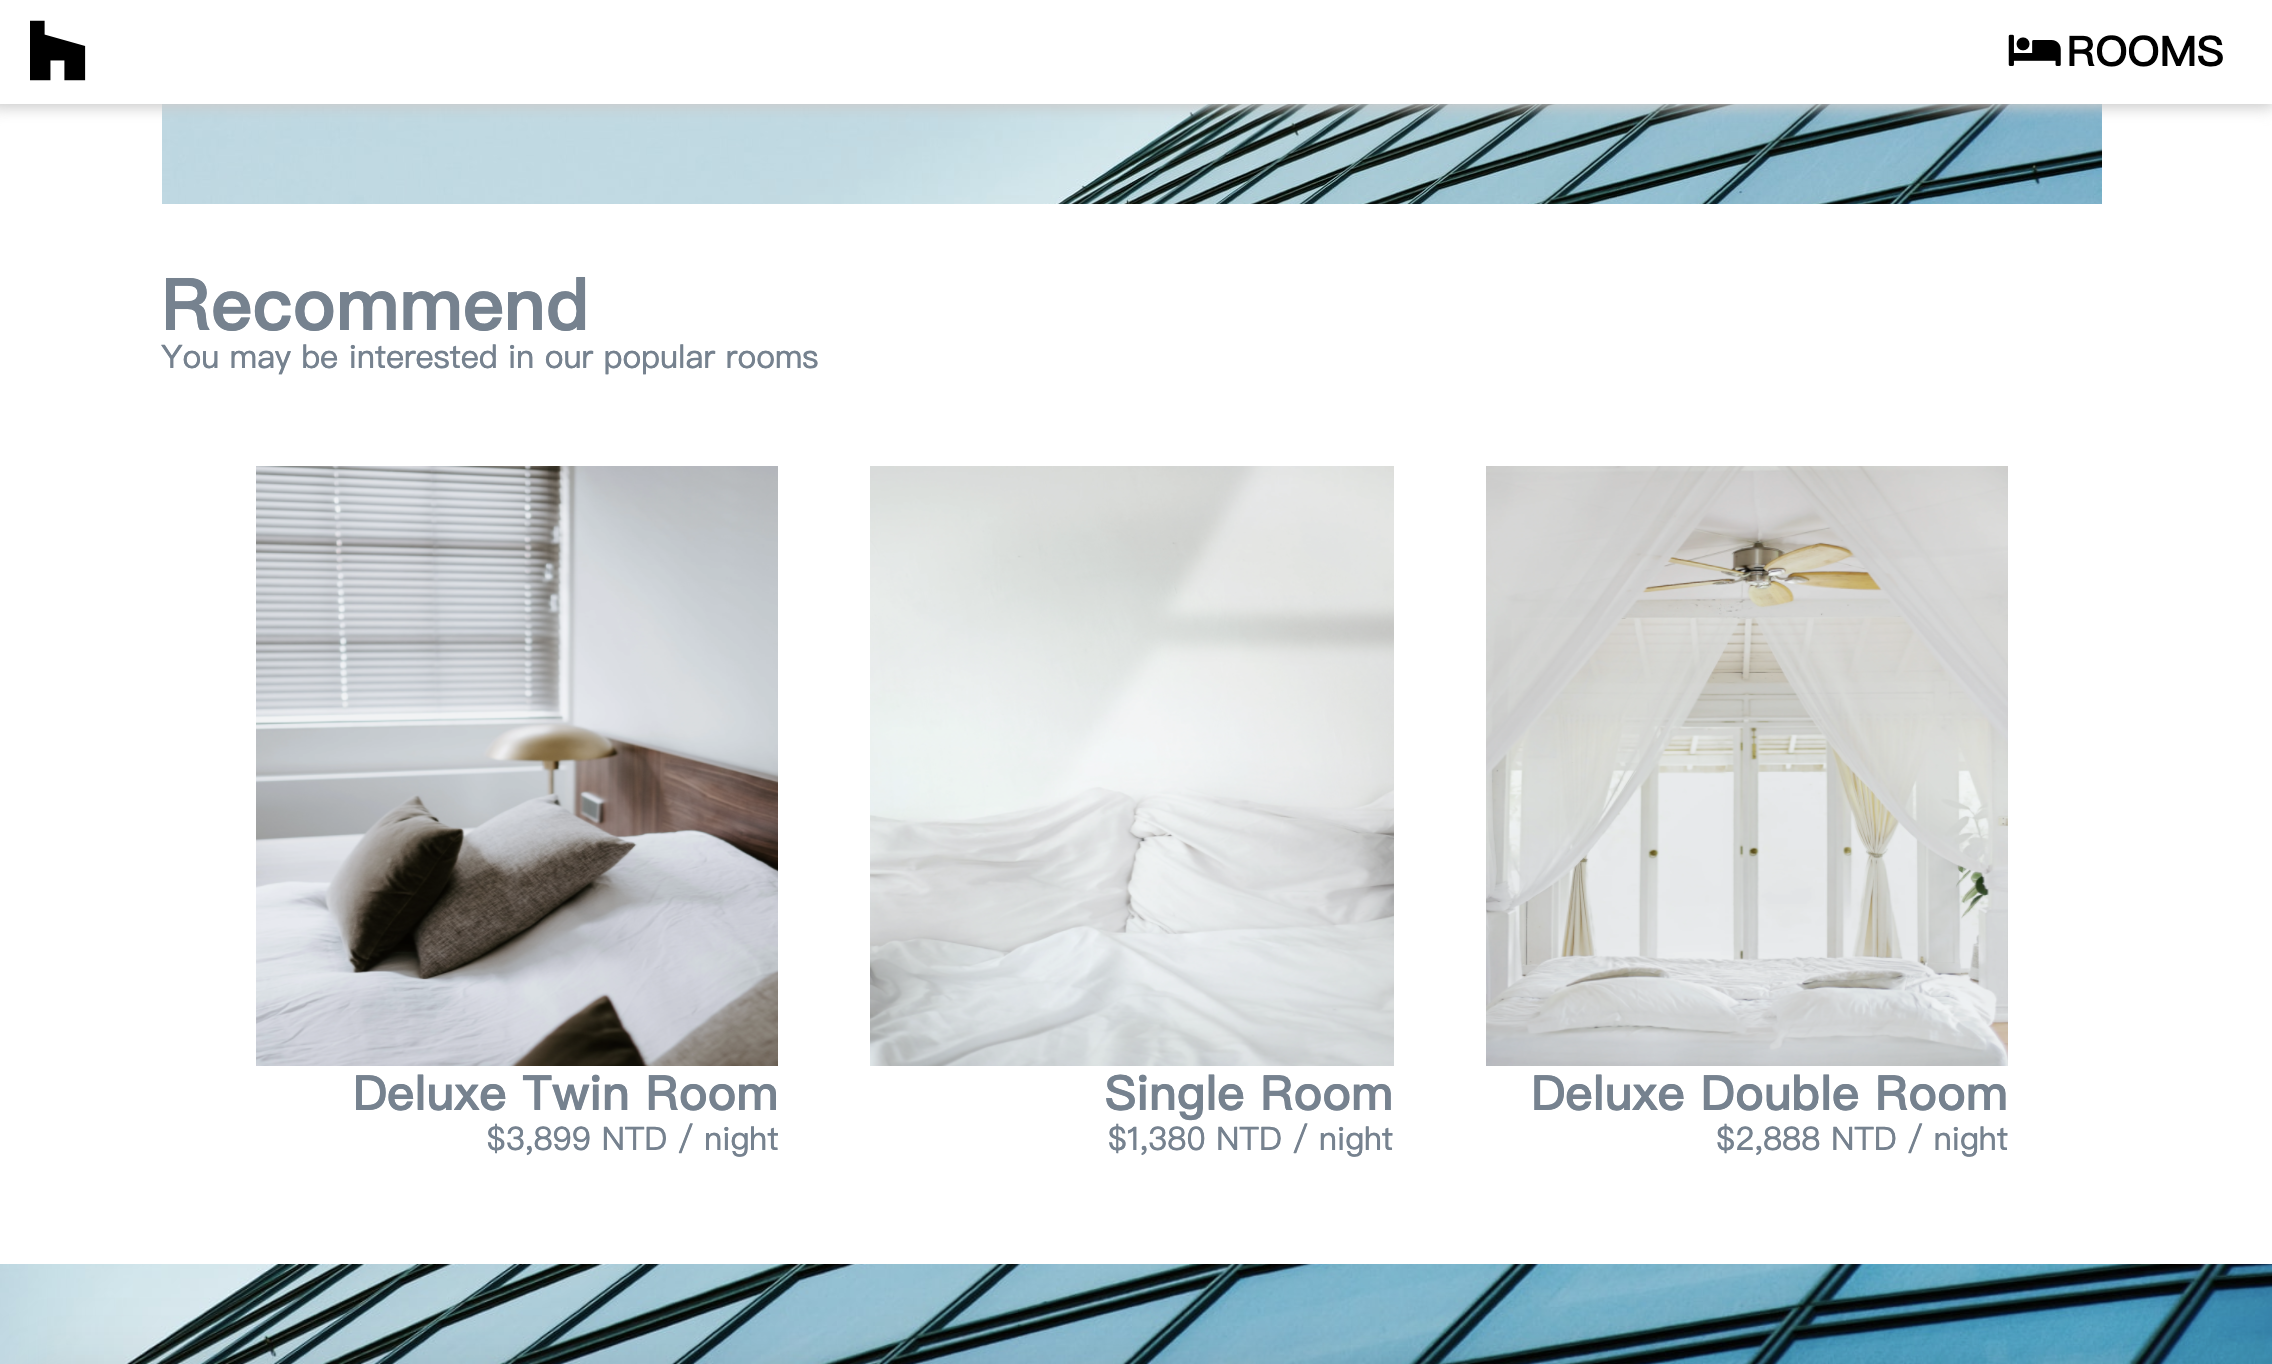 ROOMS
Recommend
You may be interested in our popular rooms
Deluxe Twin Room
$3,899 NTD / night
Single Room
$1,380 NTD / night
Deluxe Double Room
$2,888 NTD / night